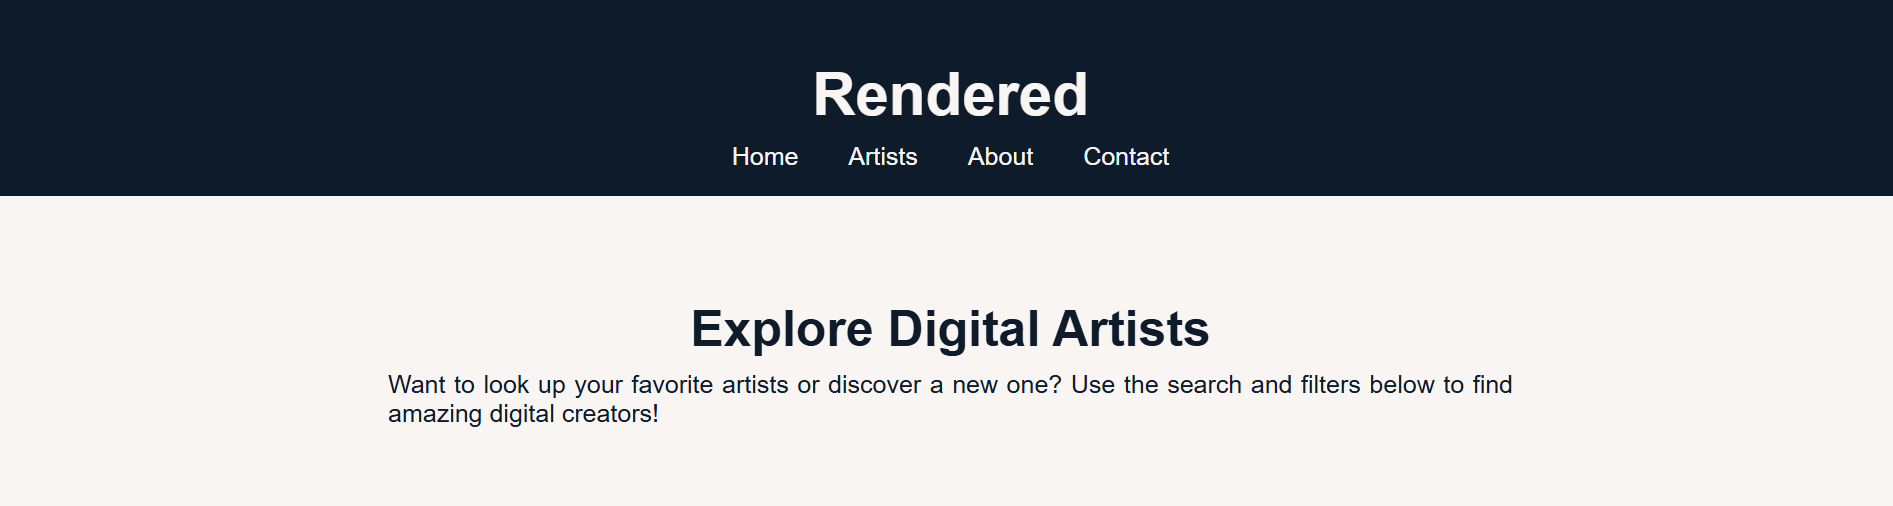 Rendered
Home Artists About Contact
Explore Digital Artists
Want to look up your favorite artists or discover a new one? Use the search and filters below to find
amazing digital creators!